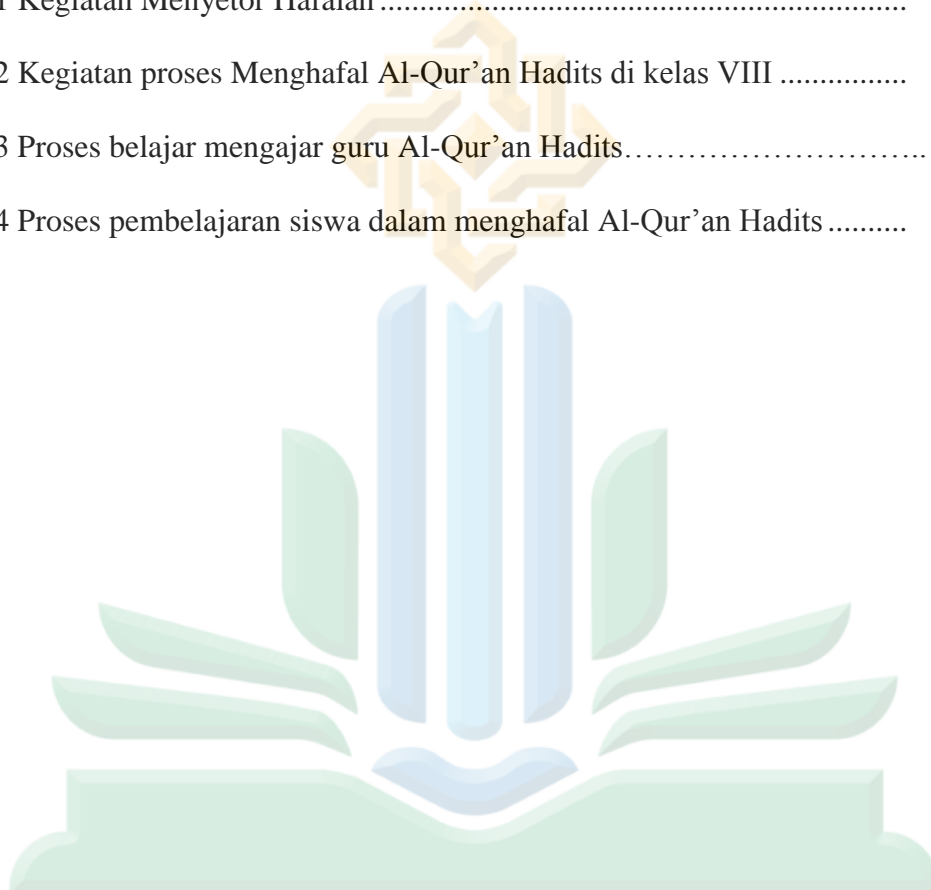 1 Kegiatan Menyetor Hafalan ..................................................................
2 Kegiatan proses Menghafal Al-Qur’an Hadits di kelas VIII ...............
3 Proses belajar mengajar guru Al-Qur’an Hadits………………………..
4 Proses pembelajaran siswa dalam menghafal Al-Qur’an Hadits ..........